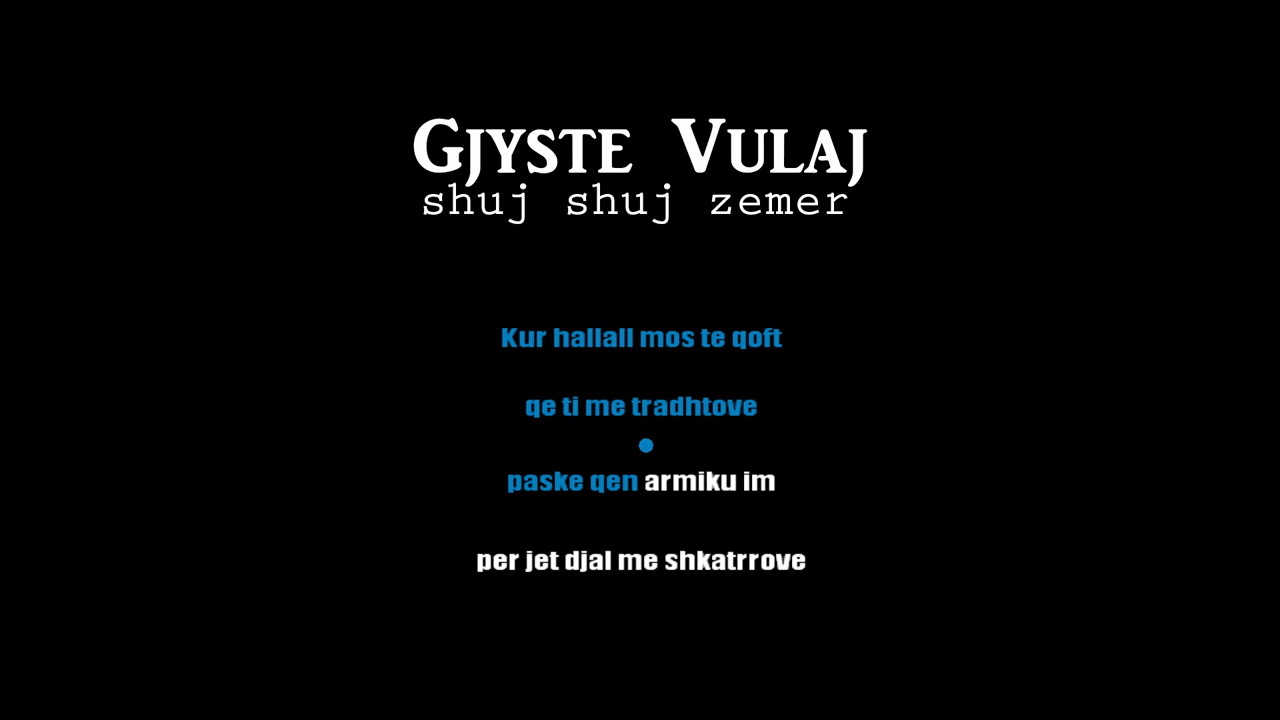 Gjyste Vulaj
shuj shuj zemer
Kur hallall mos te qoft
qe ti me tradhtove
paske qen armiku im
per jet djal me shkatrrove